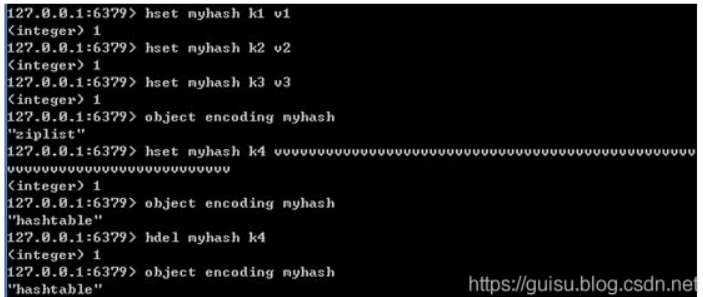 127.0.0.1:6379> hset myhash k1 v1
(integer) 1
127.0.0.1:6379> hset myhash k2 v2
(integer) 1
127.0.0.1:6379> hset myhash k3 v3
(integer) 1
127.0.0.1:6379> object encoding myhash
"ziplist"
127.0.0.1:6379> hset myhash k4 vvvvvvvvvvvvvvvvvvvvvvvvvvvvvvvvvvvvvvvvvvvvvvvvv
vvvvvvvvvvvvvvvvvvvvvvvvvv
(integer) 1
127.0.0.1:6379> object encoding myhash
"hashtable"
127.0.0.1:6379> hdel myhash k4
(integer) 1
127.0.0.1:6379> object encoding myhash
"hashtable"
https://guisu.blog.csdn.net